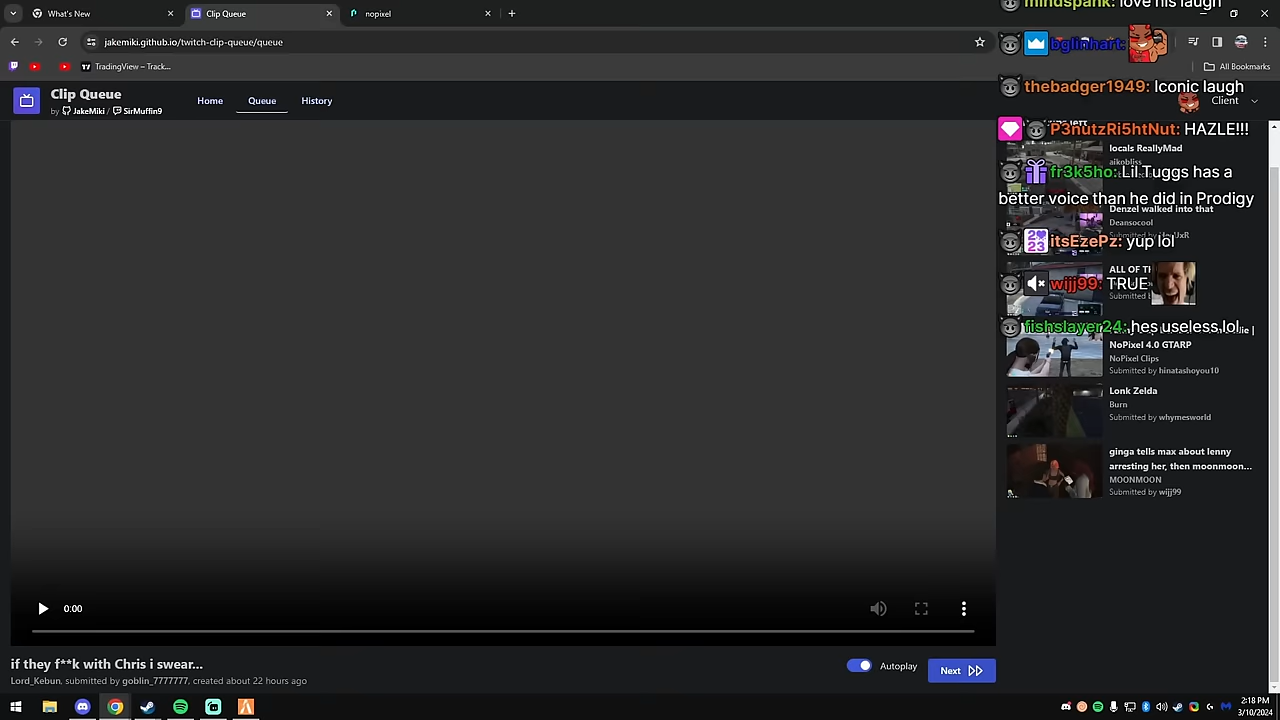 What's New
Clip Queue
nopixel
jakemiki.github.io/twitch-clip-queue/queue
TradingView – Track...
All Bookmarks
Clip Queue
by JakeMiki / SirMuffin9
Home
Queue
History
Client
mindspank: love his laugh
bglinhart:
thebadger1949: Iconic laugh
P3nutzRi5htNut: HAZLE!!!
locals ReallyMad
aikobliss
fr3k5ho: Lil Tuggs has a
better voice than he did in Prodigy
Denzel walked into that
Deansocool
itsEzePz: yup lol
2 23
ALL OF
wijj99: TRUE
fishslayer24: hes useless lol
NoPixel 4.0 GTARP
NoPixel Clips
Submitted by hinatashoyou10
Lonk Zelda
Burn
Submitted by whymesworld
ginga tells max about lenny
arresting her, then moonmoon...
MOONMOON
Submitted by wijj99
0:00
if they f**k with Chris i swear...
Lord_Kebun, submitted by goblin_7777777, created about 22 hours ago
Autoplay
Next
2:18 PM
3/10/2024